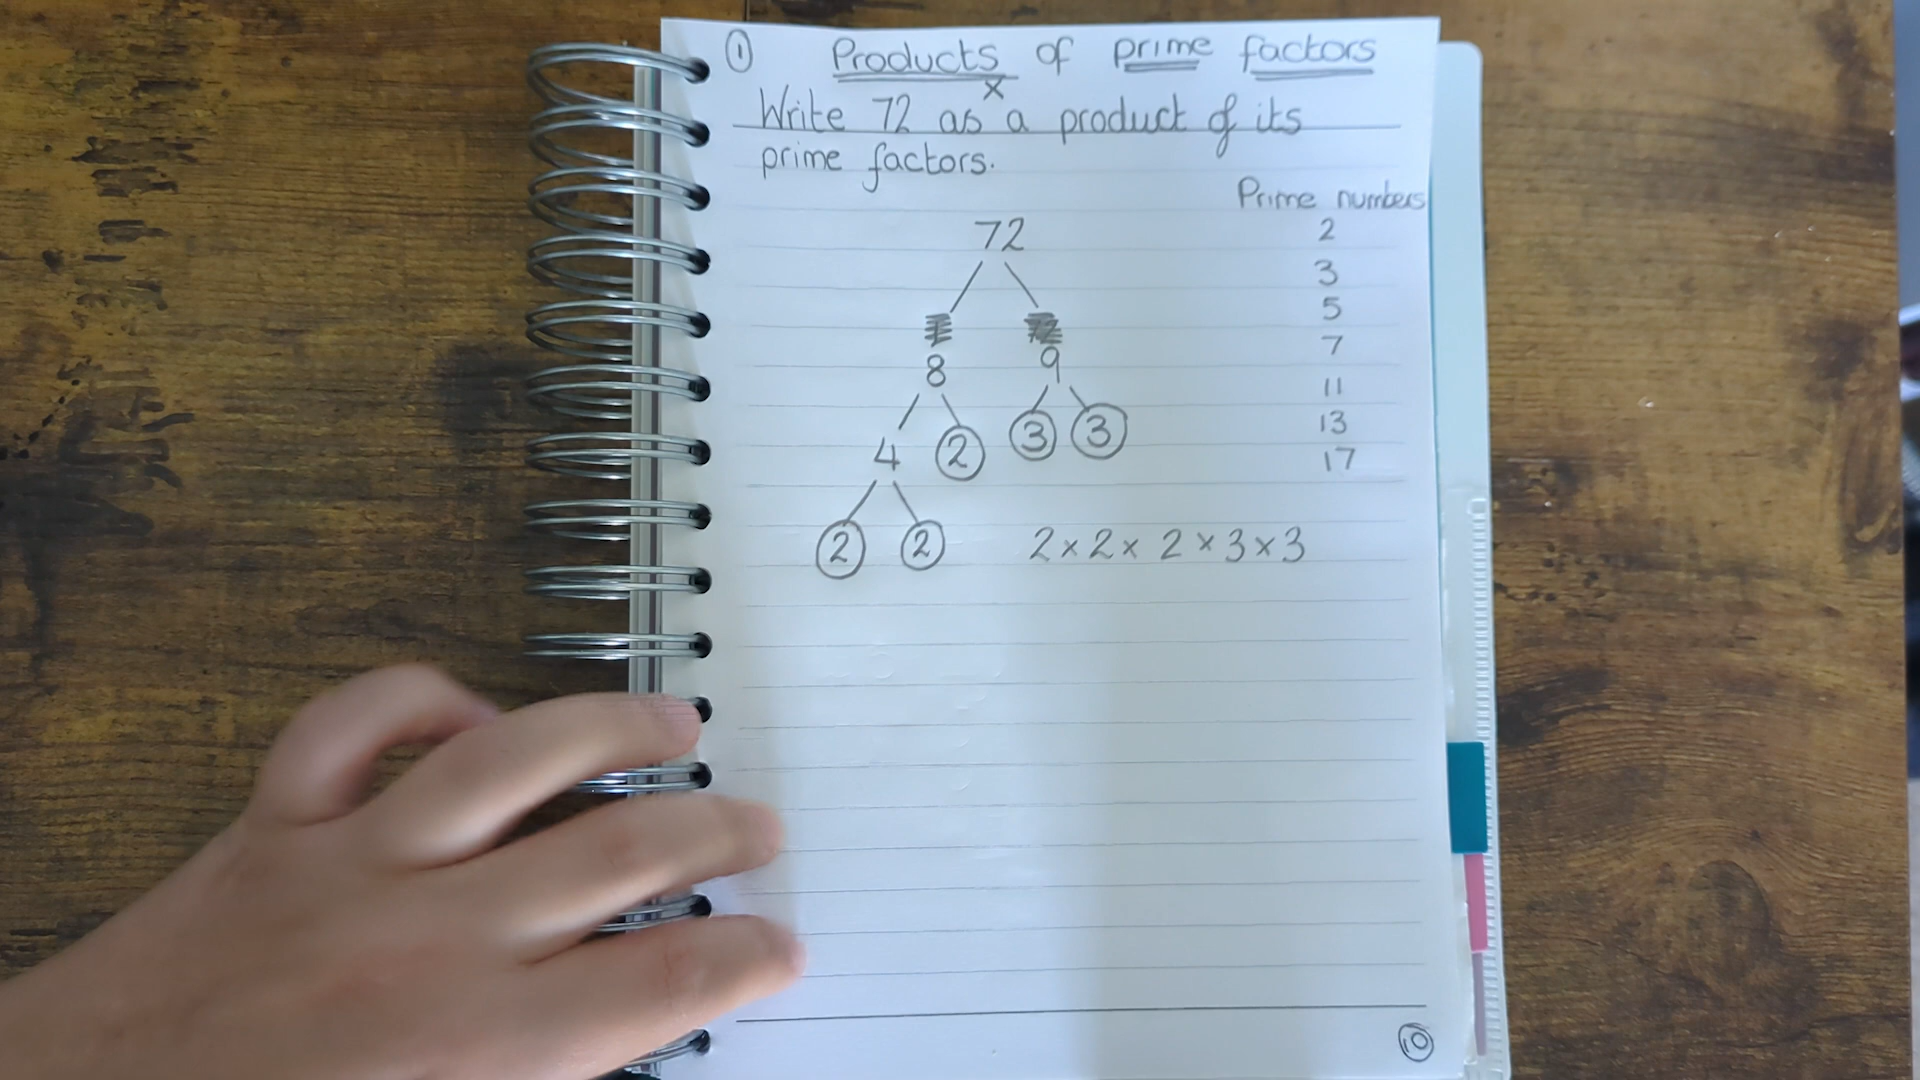 ① Products of prime factors
x
Write 72 as a product of its
prime factors.
Prime numbers
72
2
3
5
8 9
7
11
4 2 3 3
13
17
2 2
2 × 2 × 2 × 3 × 3
10